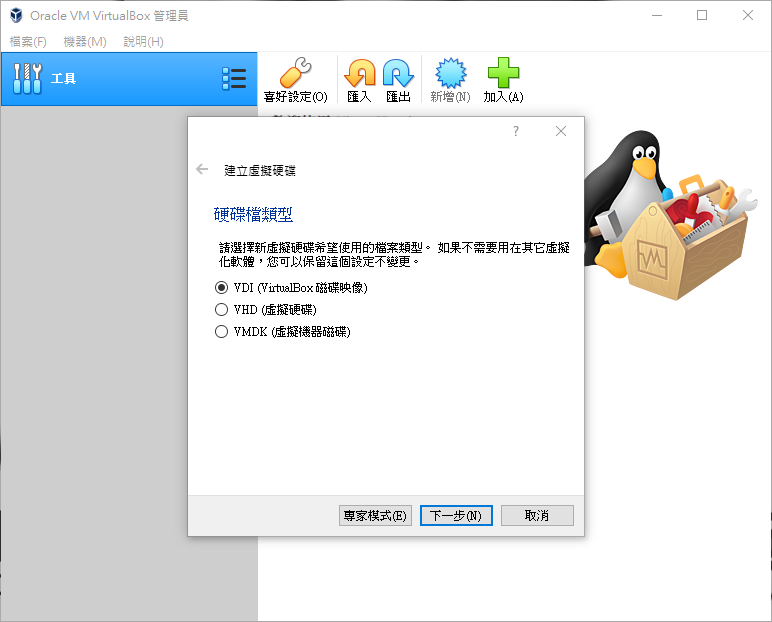 Oracle VM VirtualBox 管理員
檔案(F) 機器(M) 說明(H)
工具
喜好設定(O) 匯入 匯出 新增(N) 加入(A)
?
建立虛擬硬碟
硬碟檔類型
請選擇新虛擬硬碟希望使用的檔案類型。 如果不需要用在其它虛擬
化軟體，您可以保留這個設定不變更。
VDI (VirtualBox 磁碟映像)
VHD (虛擬硬碟)
VMDK (虛擬機器磁碟)
專家模式(E) 下一步(N) 取消